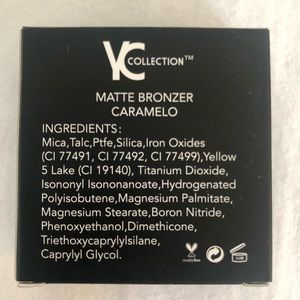 YC COLLECTION™
MATTE BRONZER
CARAMELO
INGREDIENTS:
Mica,Talc,Ptfe,Silica,Iron Oxides
(CI 77491, CI 77492, CI 77499),Yellow
5 Lake (CI 19140), Titanium Dioxide,
Isononyl Isononanoate,Hydrogenated
Polyisobutene,Magnesium Palmitate,
Magnesium Stearate,Boron Nitride,
Phenoxyethanol,Dimethicone,
Triethoxycaprylylsilane,
Caprylyl Glycol.